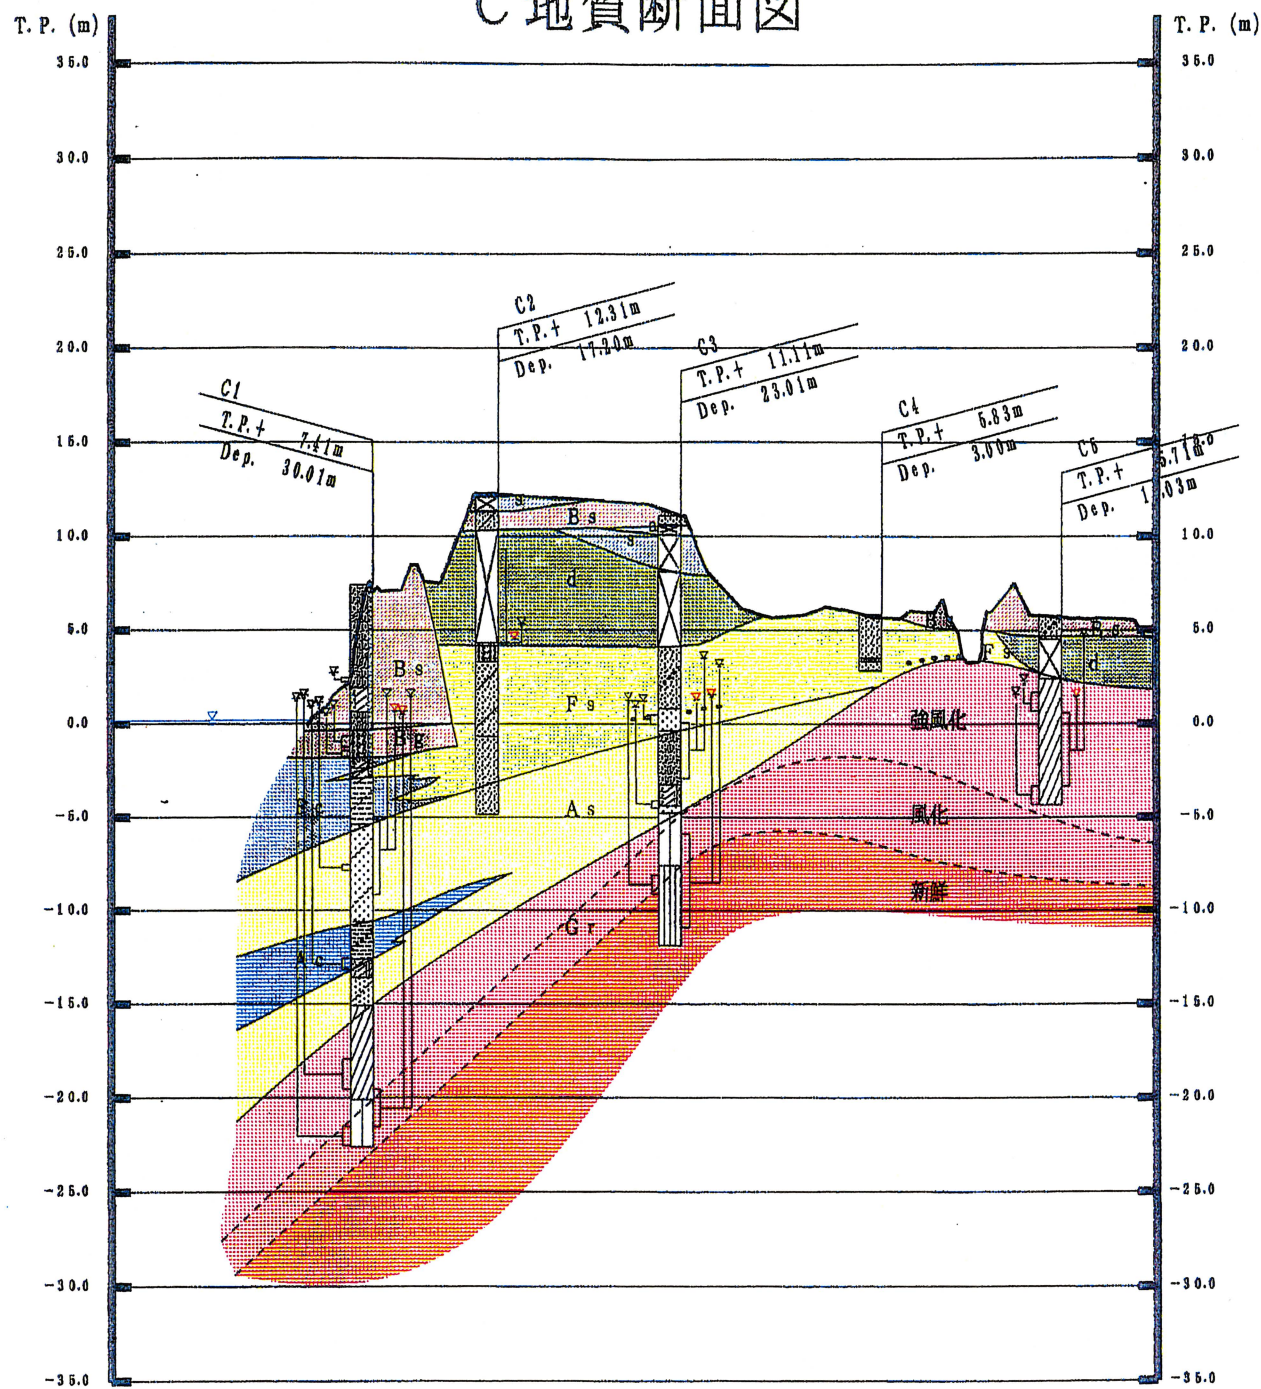 C 地質断面図
T. P. (m)
T. P. (m)
35.0
35.0
30.0
30.0
25.0
25.0
20.0
20.0
15.0
10.0
10.0
5.0
5.0
0.0
0.0
-5.0
-5.0
-10.0
-10.0
-15.0
-15.0
-20.0
-20.0
-25.0
-25.0
-30.0
-30.0
-35.0
-35.0
C1
T.P.+ 7.41m
Dep. 30.01m
C2
T.P.+ 12.31m
Dep. 17.20m
C3
T.P.+ 11.11m
Dep. 23.01m
C4
T.P.+ 5.83m
Dep. 3.00m
C5
T.P.+ 5.71m
Dep.
s
Bs
s
d
Bs
Fs
Bg
As
Ac
Gr
Bs
Fs
d
強風化
風化
新鮮